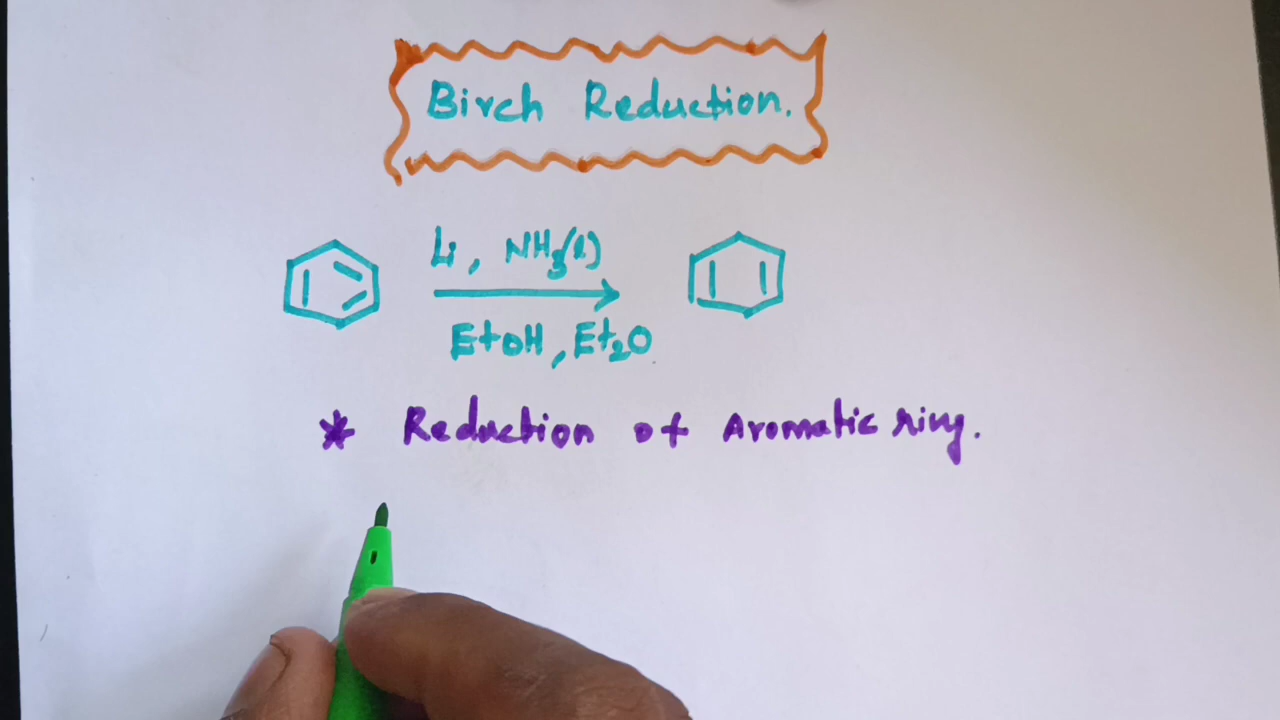 Birch Reduction.
Li, NH3(l)
EtOH, Et2O
* Reduction of Aromatic ring.